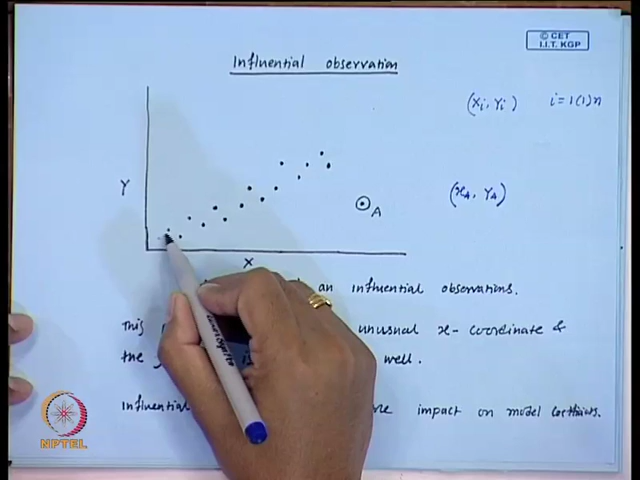 © CET
I.I.T. KGP
Influential observation
(Xi, Yi) i = 1(1)n
Y
(xA, YA)
A
X
an influential observations.
This unusual x- coordinate &
the well.
Influential impact on model
NPTEL